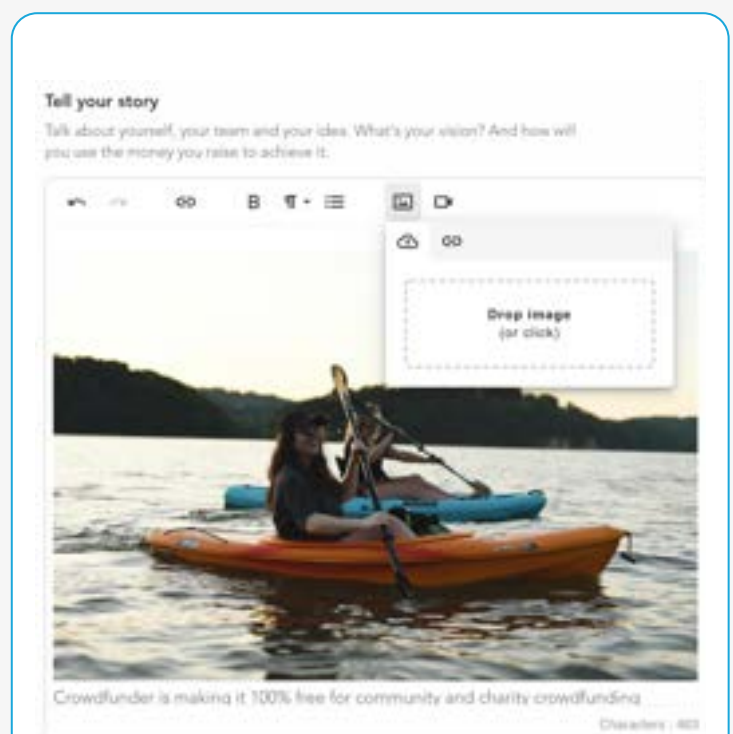 Tell your story
Talk about yourself, your team and your idea. What's your vision? And how will
you use the money you raise to achieve it.
B
Drop image
(or click)
Crowdfunder is making it 100% free for community and charity crowdfunding
Characters : 403